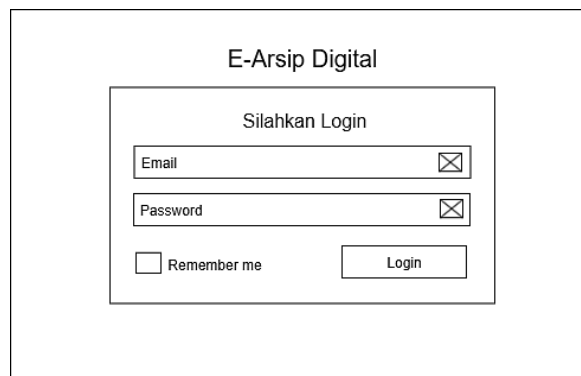 E-Arsip Digital
Silahkan Login
Email
Password
Remember me
Login